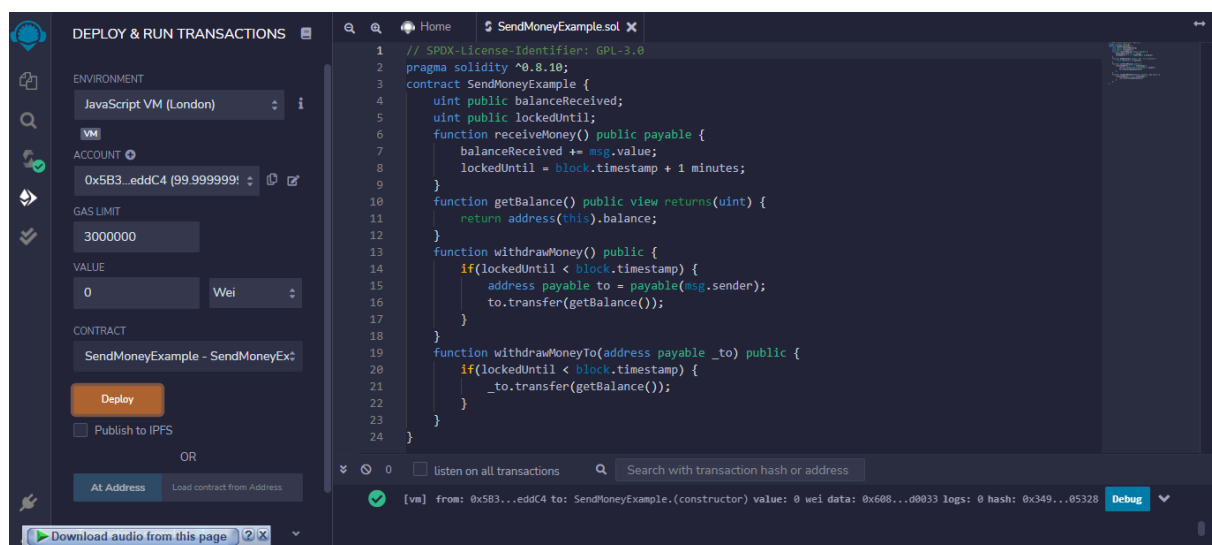 DEPLOY & RUN TRANSACTIONS
ENVIRONMENT
JavaScript VM (London)
i
VM
ACCOUNT
0x5B3...eddC4 (99.9999999
GAS LIMIT
3000000
VALUE
0 Wei
CONTRACT
SendMoneyExample - SendMoneyEx
Deploy
Publish to IPFS
OR
At Address Load contract from Address
Download audio from this page ? X
Home SendMoneyExample.sol
1 // SPDX-License-Identifier: GPL-3.0
2 pragma solidity ^0.8.10;
3 contract SendMoneyExample {
4 uint public balanceReceived;
5 uint public lockedUntil;
6 function receiveMoney() public payable {
7 balanceReceived += msg.value;
8 lockedUntil = block.timestamp + 1 minutes;
9 }
10 function getBalance() public view returns(uint) {
11 return address(this).balance;
12 }
13 function withdrawMoney() public {
14 if(lockedUntil < block.timestamp) {
15 address payable to = payable(msg.sender);
16 to.transfer(getBalance());
17 }
18 }
19 function withdrawMoneyTo(address payable _to) public {
20 if(lockedUntil < block.timestamp) {
21 _to.transfer(getBalance());
22 }
23 }
24 }
0 listen on all transactions Search with transaction hash or address
[vm] from: 0x5B3...eddC4 to: SendMoneyExample.(constructor) value: 0 wei data: 0x608...d0033 logs: 0 hash: 0x349...05328 Debug